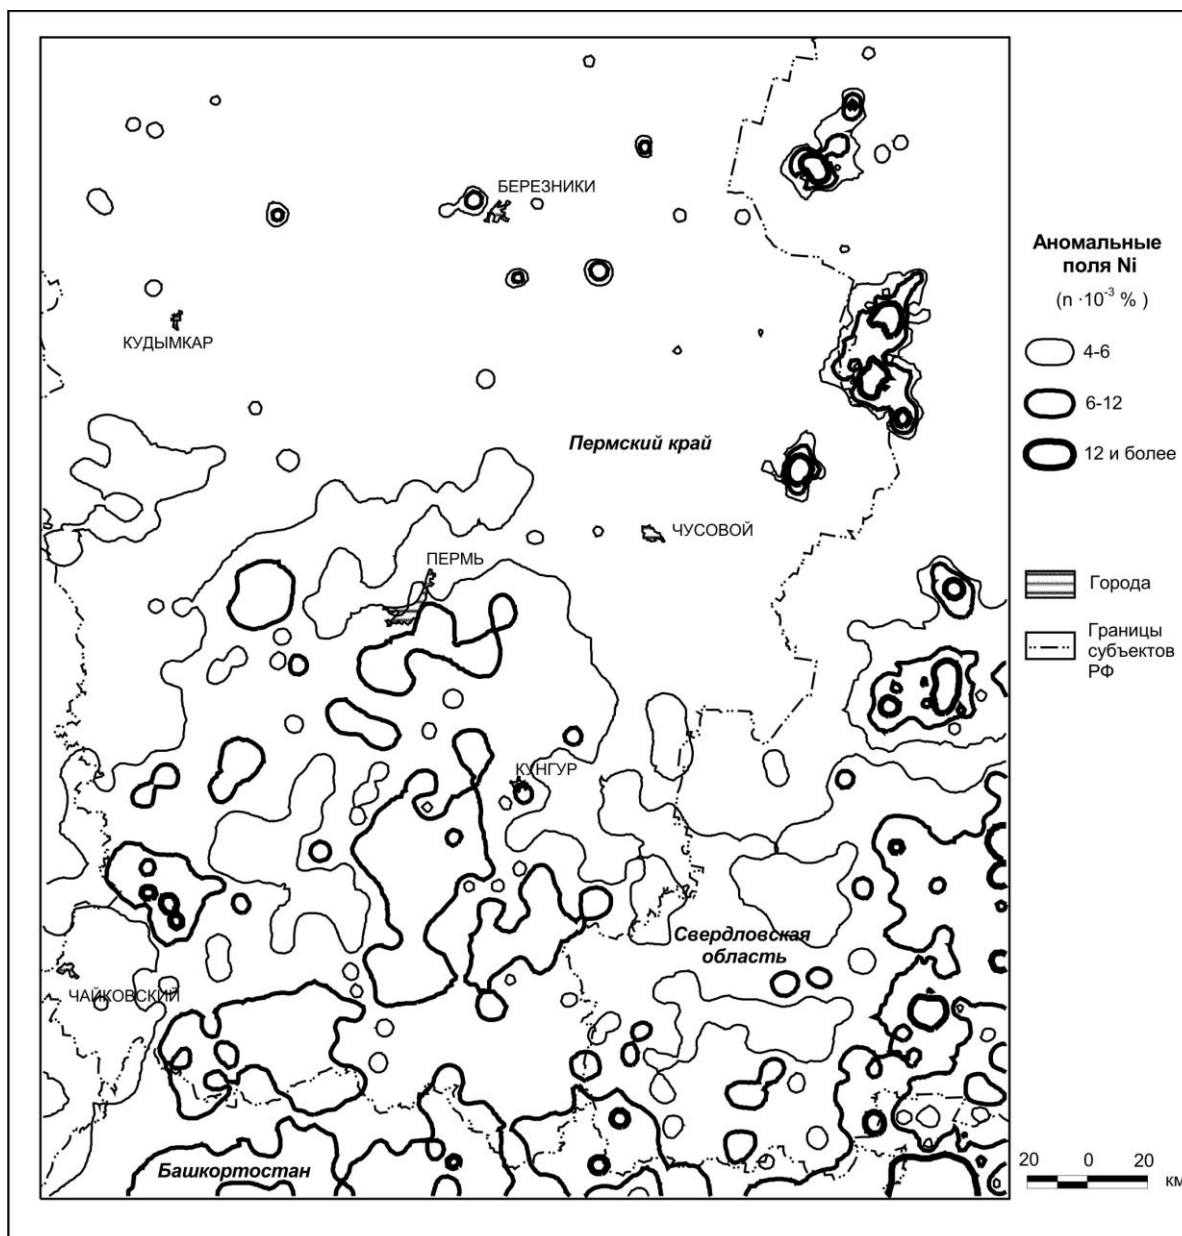 БЕРЕЗНИКИ
КУДЫМКАР
Пермский край
ЧУСОВОЙ
ПЕРМЬ
КУНГУР
Свердловская
область
ЧАЙКОВСКИЙ
Башкортостан
Аномальные
поля Ni
(n ·10⁻³ % )
4-6
6-12
12 и более
Города
Границы
субъектов
РФ
20 0 20
км